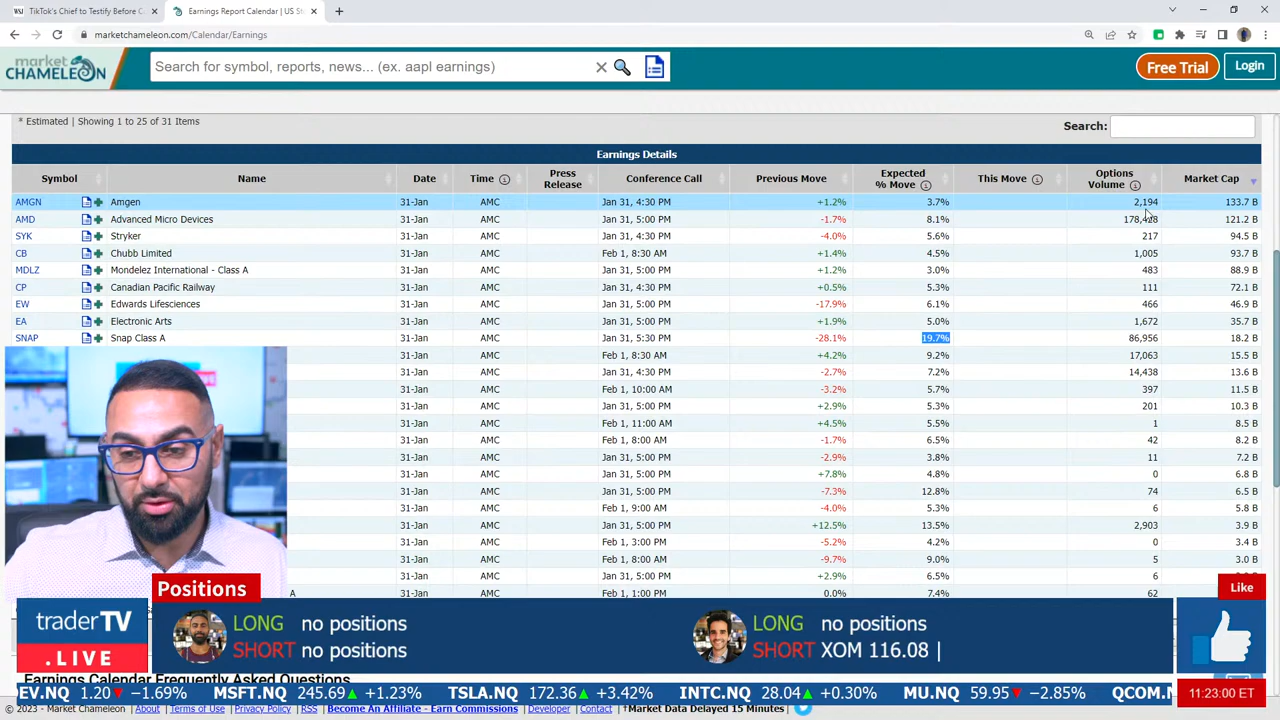 TikTok's Chief to Testify Before C
Earnings Report Calendar | US S
marketchameleon.com/Calendar/Earnings
market CHAMELEON
Search for symbol, reports, news... (ex. aapl earnings)
Free Trial
Login
* Estimated | Showing 1 to 25 of 31 Items
Search:
Earnings Details
Symbol Name Date Time Press Release Conference Call Previous Move Expected % Move This Move Options Volume Market Cap
AMGN Amgen 31-Jan AMC Jan 31, 4:30 PM +1.2% 3.7% 2,194 133.7 B
AMD Advanced Micro Devices 31-Jan AMC Jan 31, 5:00 PM -1.7% 8.1% 121.2 B
SYK Stryker 31-Jan AMC Jan 31, 4:30 PM -4.0% 5.6% 217 94.5 B
CB Chubb Limited 31-Jan AMC Feb 1, 8:30 AM +1.4% 4.5% 1,005 93.7 B
MDLZ Mondelez International - Class A 31-Jan AMC Jan 31, 5:00 PM +1.2% 3.0% 483 88.9 B
CP Canadian Pacific Railway 31-Jan AMC Jan 31, 4:30 PM +0.5% 5.3% 111 72.1 B
EW Edwards Lifesciences 31-Jan AMC Jan 31, 5:00 PM -17.9% 6.1% 466 46.9 B
EA Electronic Arts 31-Jan AMC Jan 31, 5:00 PM +1.9% 5.0% 1,672 35.7 B
SNAP Snap Class A 31-Jan AMC Jan 31, 5:30 PM -28.1% 19.7% 86,956 18.2 B
31-Jan AMC Feb 1, 8:30 AM +4.2% 9.2% 17,063 15.5 B
31-Jan AMC Jan 31, 4:30 PM -2.7% 7.2% 14,438 13.6 B
31-Jan AMC Feb 1, 10:00 AM -3.2% 5.7% 397 11.5 B
31-Jan AMC Jan 31, 5:00 PM +2.9% 5.3% 201 10.3 B
31-Jan AMC Feb 1, 11:00 AM +4.5% 5.5% 1 8.5 B
31-Jan AMC Feb 1, 8:00 AM -1.7% 6.5% 42 8.2 B
31-Jan AMC Jan 31, 5:00 PM -2.9% 3.8% 11 7.2 B
31-Jan AMC Jan 31, 5:00 PM +7.8% 4.8% 0 6.8 B
31-Jan AMC Jan 31, 5:00 PM -7.3% 12.8% 74 6.5 B
31-Jan AMC Feb 1, 9:00 AM -4.0% 5.3% 6 5.8 B
31-Jan AMC Jan 31, 5:00 PM +12.5% 13.5% 2,903 3.9 B
31-Jan AMC Feb 1, 3:00 PM -5.2% 4.2% 0 3.4 B
31-Jan AMC Feb 1, 8:00 AM -9.7% 9.0% 5 3.0 B
31-Jan AMC Jan 31, 5:00 PM +2.9% 6.5% 6
A 31-Jan AMC Feb 1, 1:00 PM 0.0% 7.4% 62
Positions
Like
traderTV .LIVE
LONG no positions
SHORT no positions
LONG no positions
SHORT XOM 116.08 |
Earnings Calendar Frequently Asked Questions
DEV.NQ 1.20 −1.69% MSFT.NQ 245.69 +1.23% TSLA.NQ 172.36 +3.42% INTC.NQ 28.04 +0.30% MU.NQ 59.95 −2.85% QCOM.N
11:23:00 ET
© 2023 - Market Chameleon | About | Terms of Use | Privacy Policy | RSS | Become An Affiliate - Earn Commissions | Developer | Contact | †Market Data Delayed 15 Minutes |